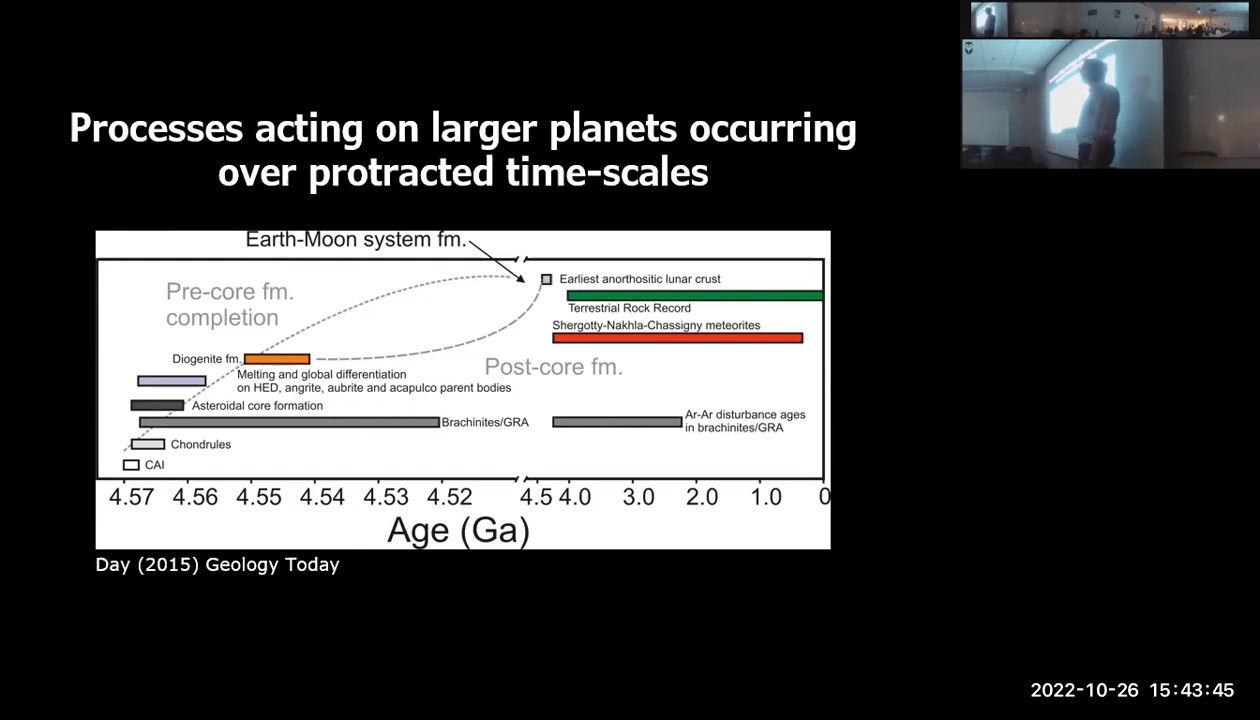 Processes acting on larger planets occurring
over protracted time-scales
Earth-Moon system fm.
Pre-core fm.
completion
Earliest anorthositic lunar crust
Terrestrial Rock Record
Shergotty-Nakhla-Chassigny meteorites
Diogenite fm.
Post-core fm.
Melting and global differentiation
on HED, angrite, aubrite and acapulco parent bodies
Asteroidal core formation
Brachinites/GRA
Ar-Ar disturbance ages
in brachinites/GRA
Chondrules
CAI
4.57 4.56 4.55 4.54 4.53 4.52 4.5 4.0 3.0 2.0 1.0 0
Age (Ga)
Day (2015) Geology Today
2022-10-26 15:43:45